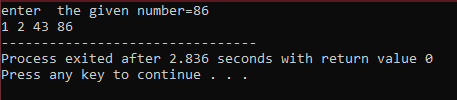 enter  the given number=86
1 2 43 86
--------------------------------
Process exited after 2.836 seconds with return value 0
Press any key to continue . . .